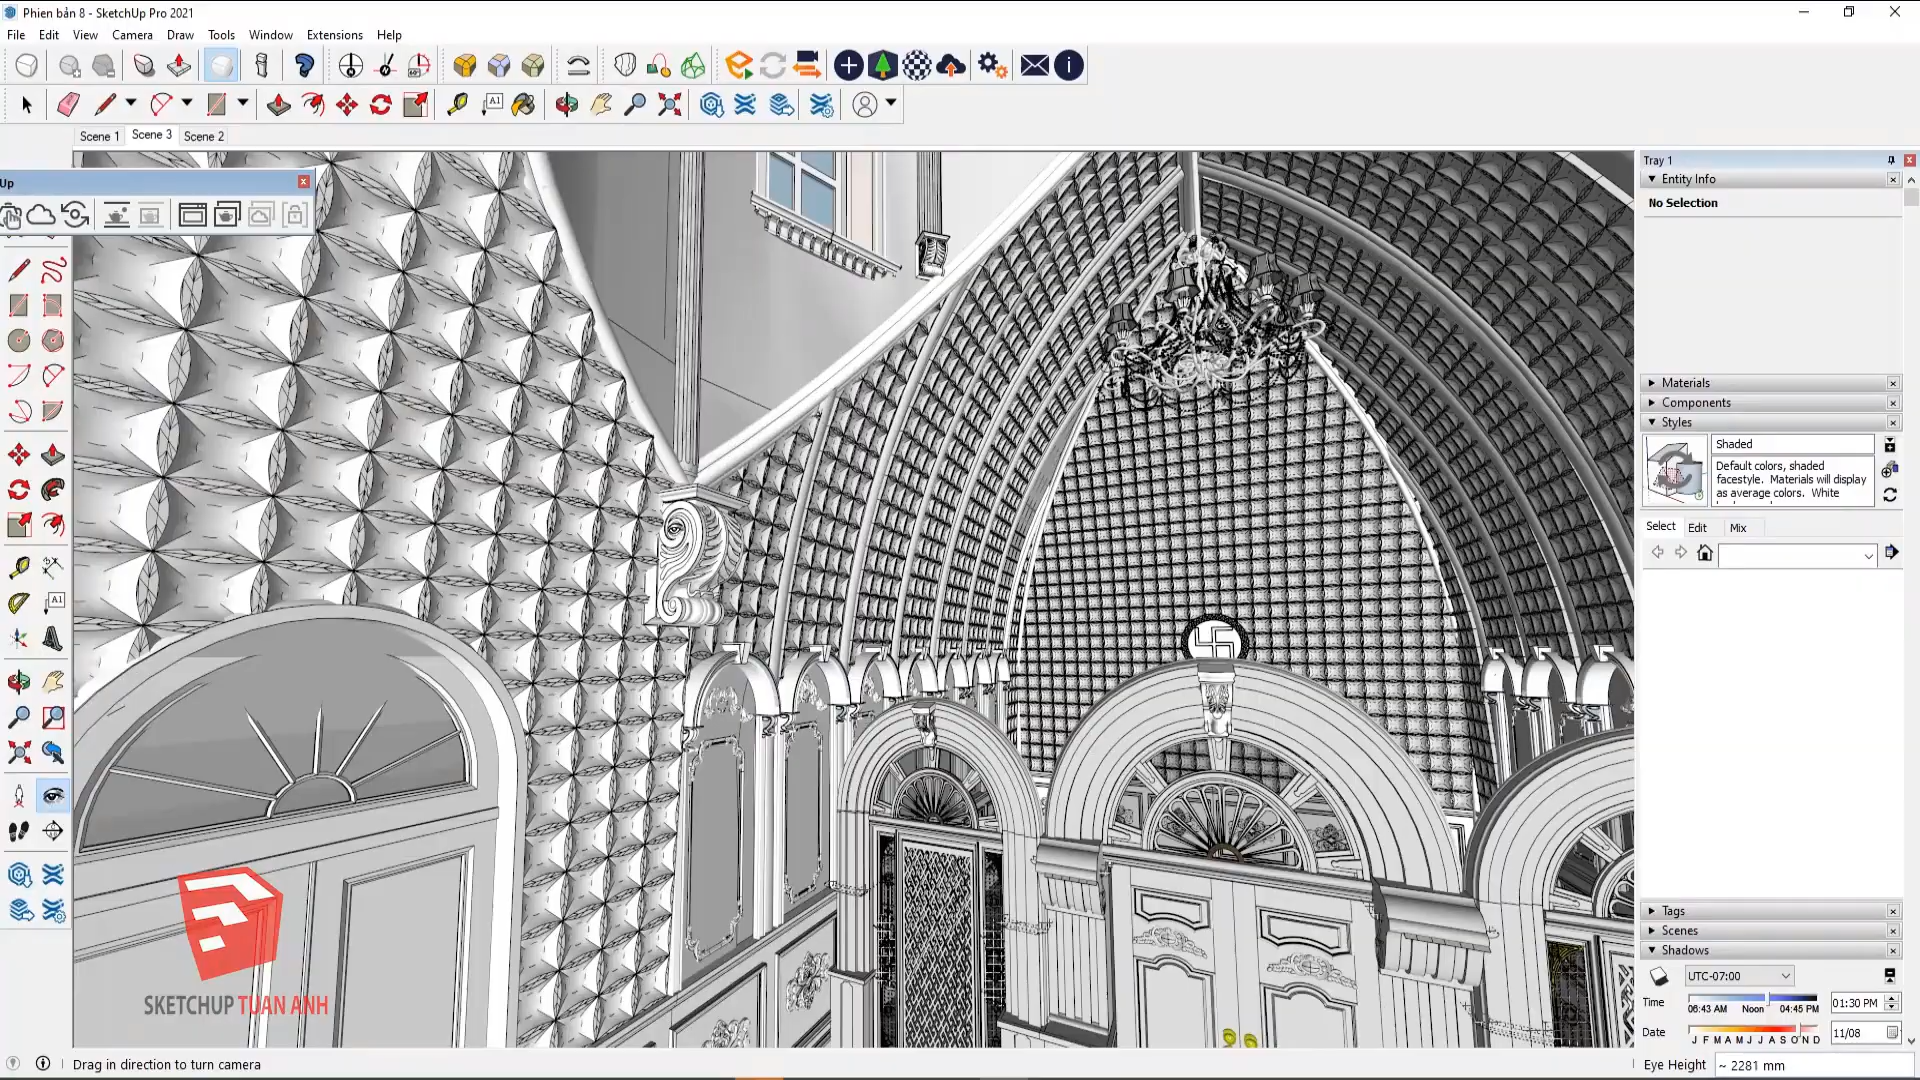 Phien bản 8 - SketchUp Pro 2021
File Edit View Camera Draw Tools Window Extensions Help
A1
Scene 1 Scene 3 Scene 2
Tray 1
Up
Entity Info
No Selection
Materials
Components
Styles
Shaded
Default colors, shaded
facestyle. Materials will display
as average colors. White
Select Edit Mix
A1
Tags
Scenes
Shadows
UTC-07:00
Time
01:30 PM
06:43 AM Noon 04:45 PM
Date
11/08
J F M A M J J A S O N D
SKETCHUP TUAN ANH
Drag in direction to turn camera
Eye Height ~ 2281 mm